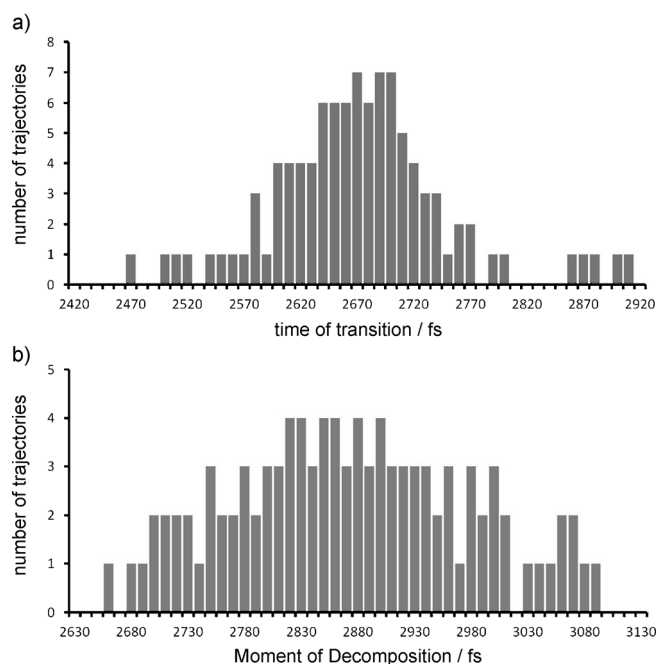 a)
8
7
6
5
4
3
2
1
0
number of trajectories
2420 2470 2520 2570 2620 2670 2720 2770 2820 2870 2920
time of transition / fs
b)
5
4
3
2
1
0
number of trajectories
2630 2680 2730 2780 2830 2880 2930 2980 3030 3080 3130
Moment of Decomposition / fs